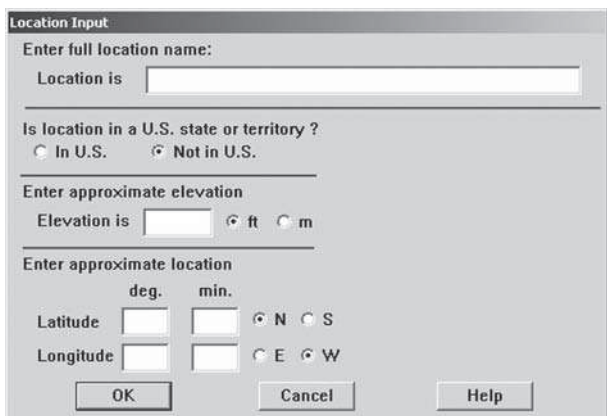 Location Input
Enter full location name:
Location is
Is location in a U.S. state or territory ?
In U.S. Not in U.S.
Enter approximate elevation
Elevation is ft m
Enter approximate location
deg. min.
Latitude N S
Longitude E W
OK Cancel Help